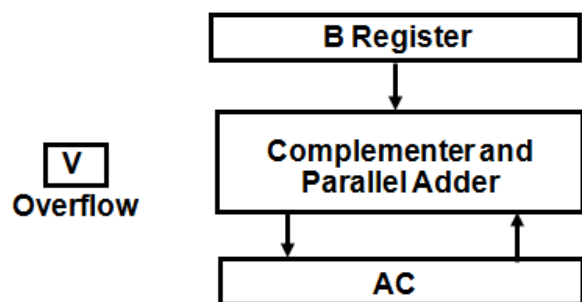 B Register
V
Overflow
Complementer and
Parallel Adder
AC